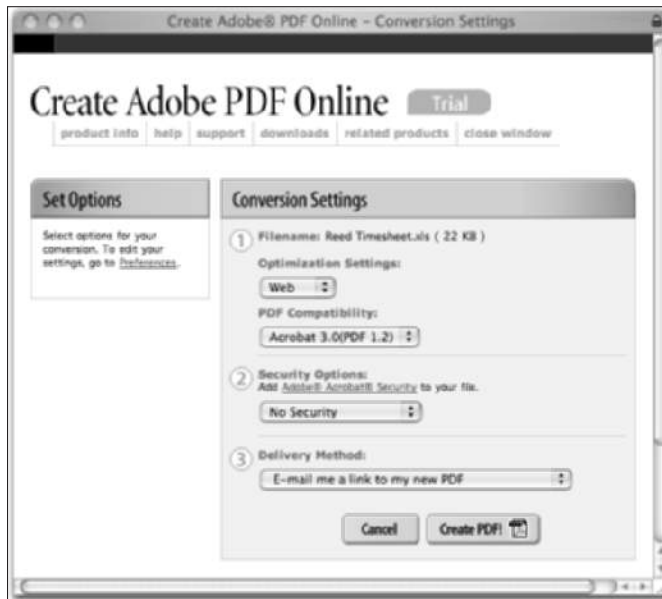 Create Adobe® PDF Online – Conversion Settings
Create Adobe PDF Online Trial
product info help support downloads related products close window
Set Options
Select options for your
conversion. To edit your
settings, go to Preferences.
Conversion Settings
1 Filename: Reed Timesheet.xls ( 22 KB )
Optimization Settings:
Web
PDF Compatibility:
Acrobat 3.0(PDF 1.2)
2 Security Options:
Add Adobe® Acrobat® Security to your file.
No Security
3 Delivery Method:
E-mail me a link to my new PDF
Cancel Create PDF!